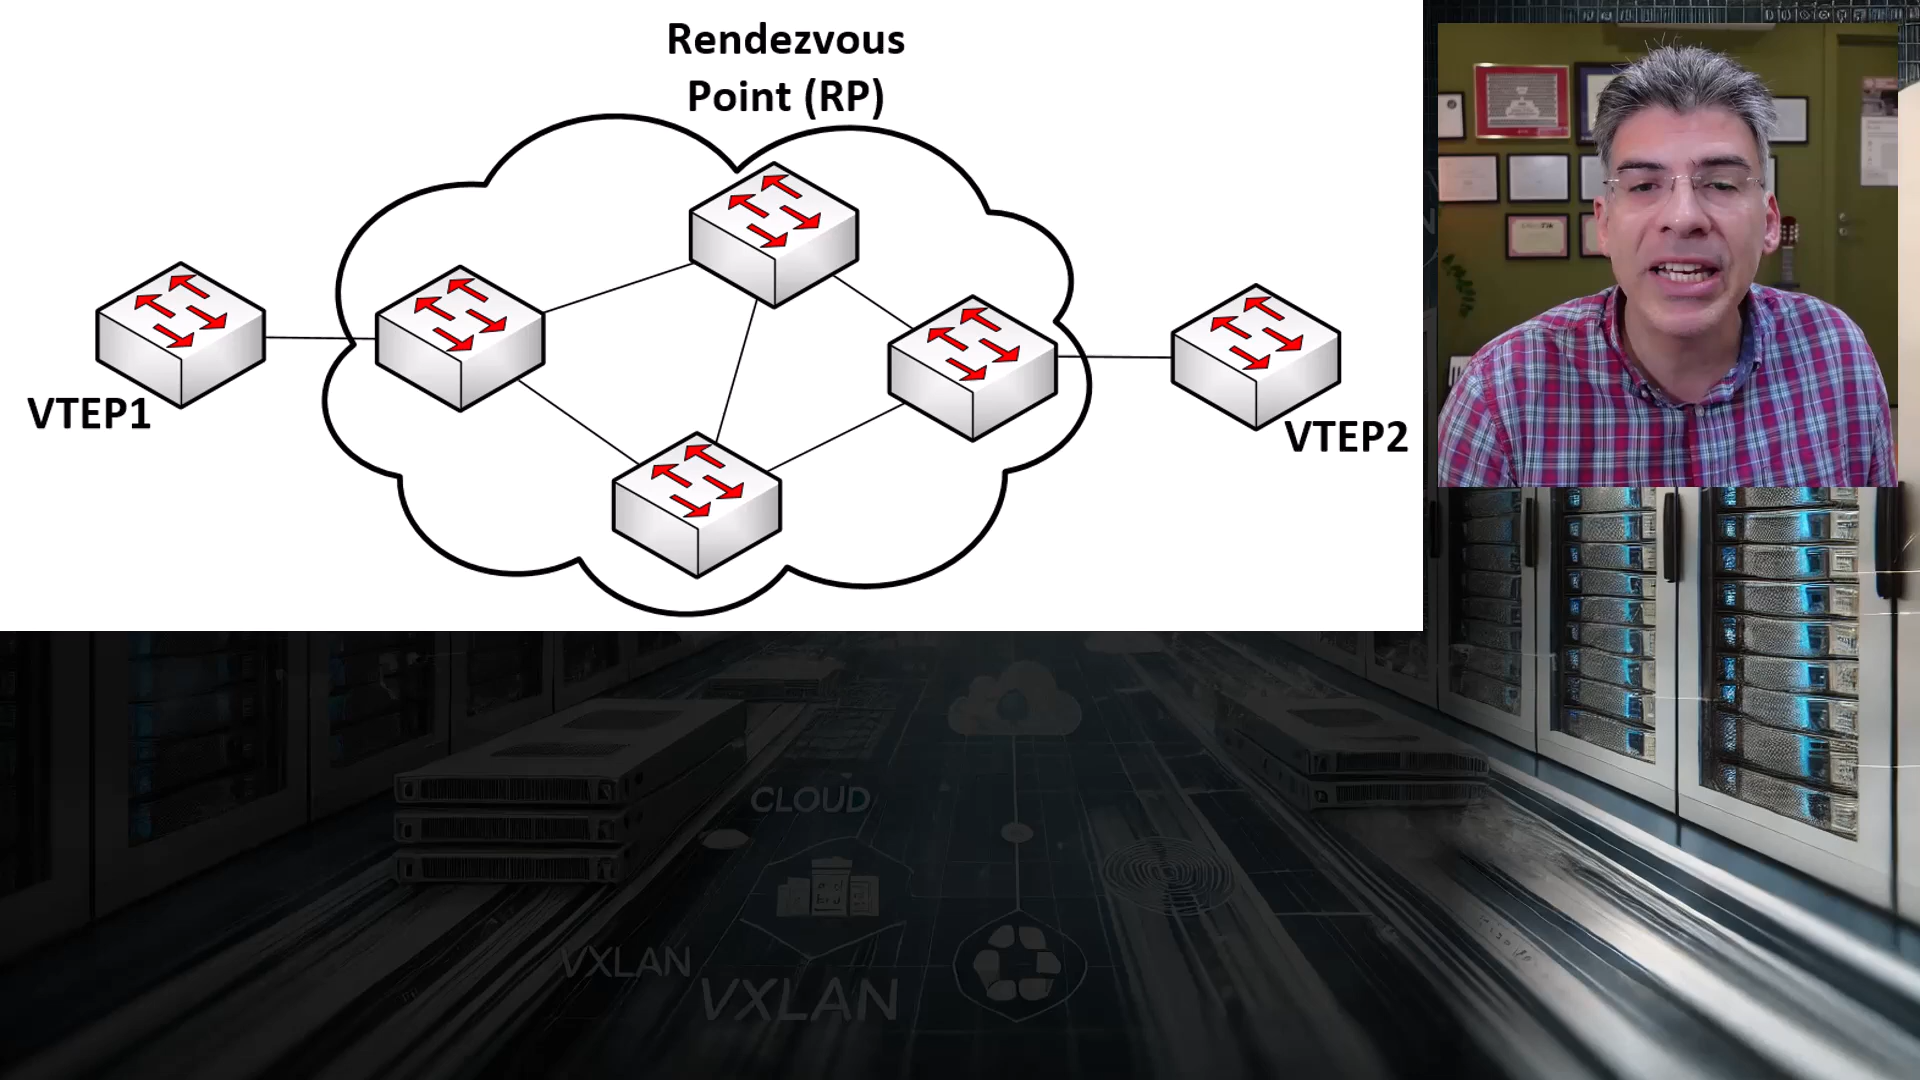 Rendezvous
Point (RP)
VTEP1
VTEP2
CLOUD
VXLAN
VXLAN